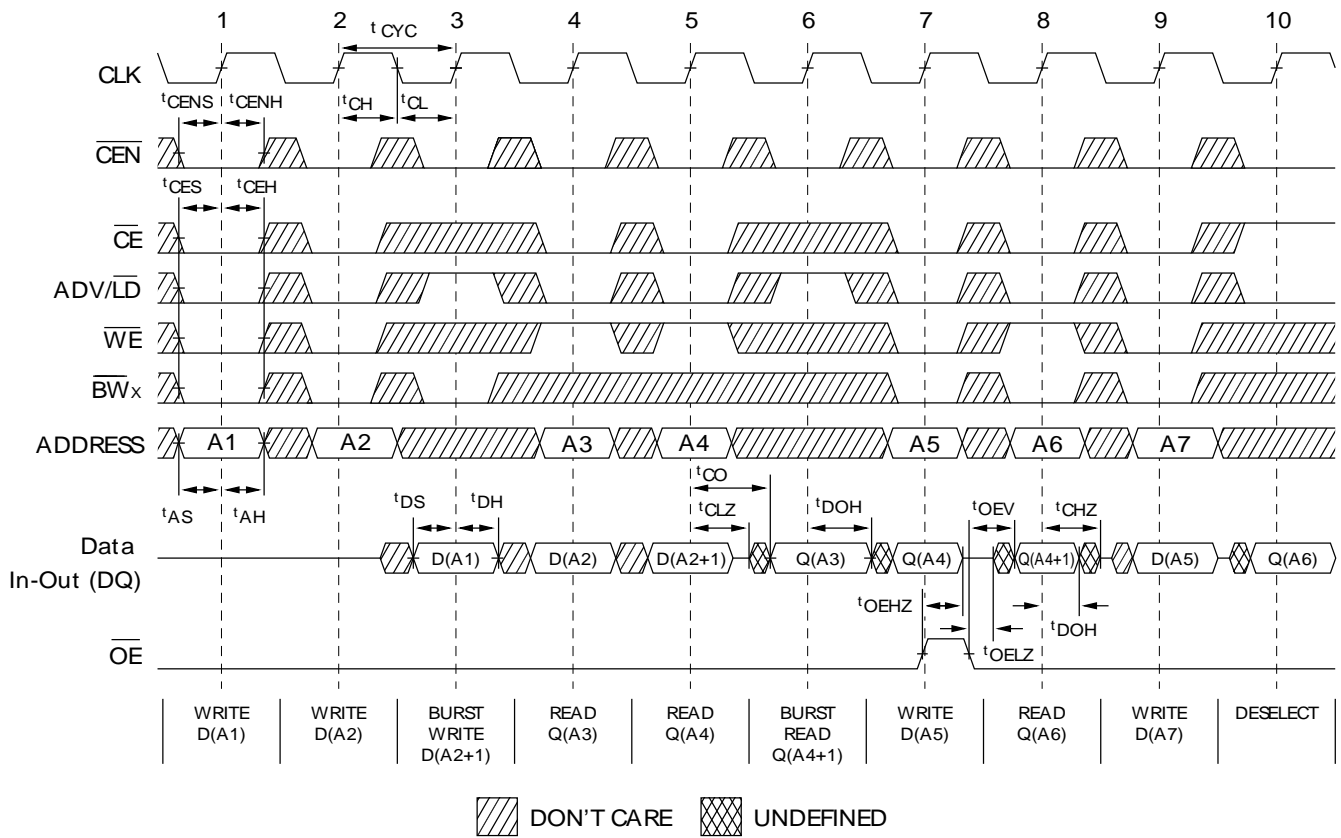 1 2 3 4 5 6 7 8 9 10
t CYC
CLK
tCENS tCENH tCH tCL
CEN
tCES tCEH
CE
ADV/LD
WE
BWx
ADDRESS A1 A2 A3 A4 A5 A6 A7
tCO
tAS tAH tDS tDH tCLZ tDOH tOEV tCHZ
Data
In-Out (DQ) D(A1) D(A2) D(A2+1) Q(A3) Q(A4) Q(A4+1) D(A5) Q(A6)
tOEHZ tDOH
tOELZ
OE
WRITE
D(A1)
WRITE
D(A2)
BURST
WRITE
D(A2+1)
READ
Q(A3)
READ
Q(A4)
BURST
READ
Q(A4+1)
WRITE
D(A5)
READ
Q(A6)
WRITE
D(A7)
DESELECT
DON'T CARE UNDEFINED